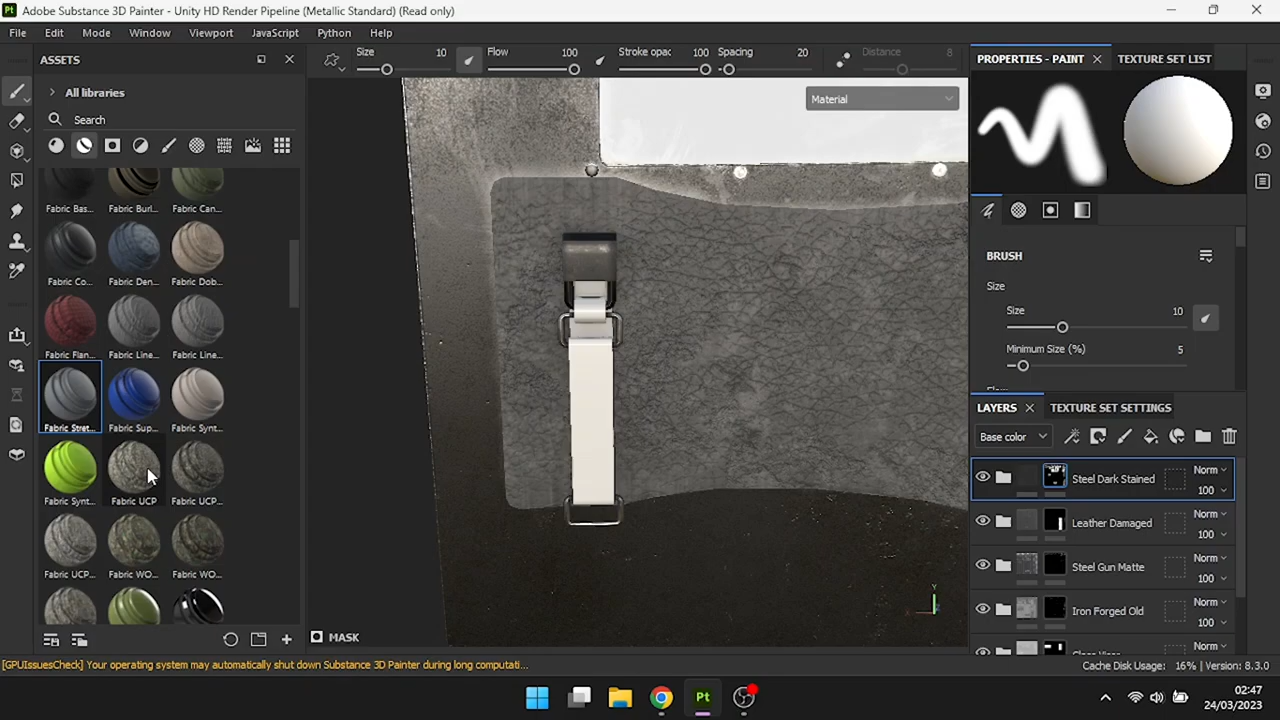 Pt Adobe Substance 3D Painter - Unity HD Render Pipeline (Metallic Standard) (Read only)
File Edit Mode Window Viewport JavaScript Python Help
ASSETS
Size 10 Flow 100 Stroke opac 100 Spacing 20 Distance 8
PROPERTIES - PAINT TEXTURE SET LIST
All libraries
Material
Search
Fabric Bas... Fabric Burl... Fabric Can...
Fabric Co... Fabric Den... Fabric Dob...
Fabric Flan... Fabric Line... Fabric Line...
Fabric Stret... Fabric Sup... Fabric Synt...
Fabric Synt... Fabric UCP Fabric UCP...
Fabric UCP... Fabric WO... Fabric WO...
BRUSH
Size
Size 10
Minimum Size (%) 5
LAYERS TEXTURE SET SETTINGS
Base color
Steel Dark Stained Norm 100
Leather Damaged Norm 100
Steel Gun Matte Norm 100
Iron Forged Old Norm 100
Norm
Y
MASK
[GPUIssuesCheck] Your operating system may automatically shut down Substance 3D Painter during long computati...
Cache Disk Usage: 16% | Version: 8.3.0
Pt
02:47
24/03/2023